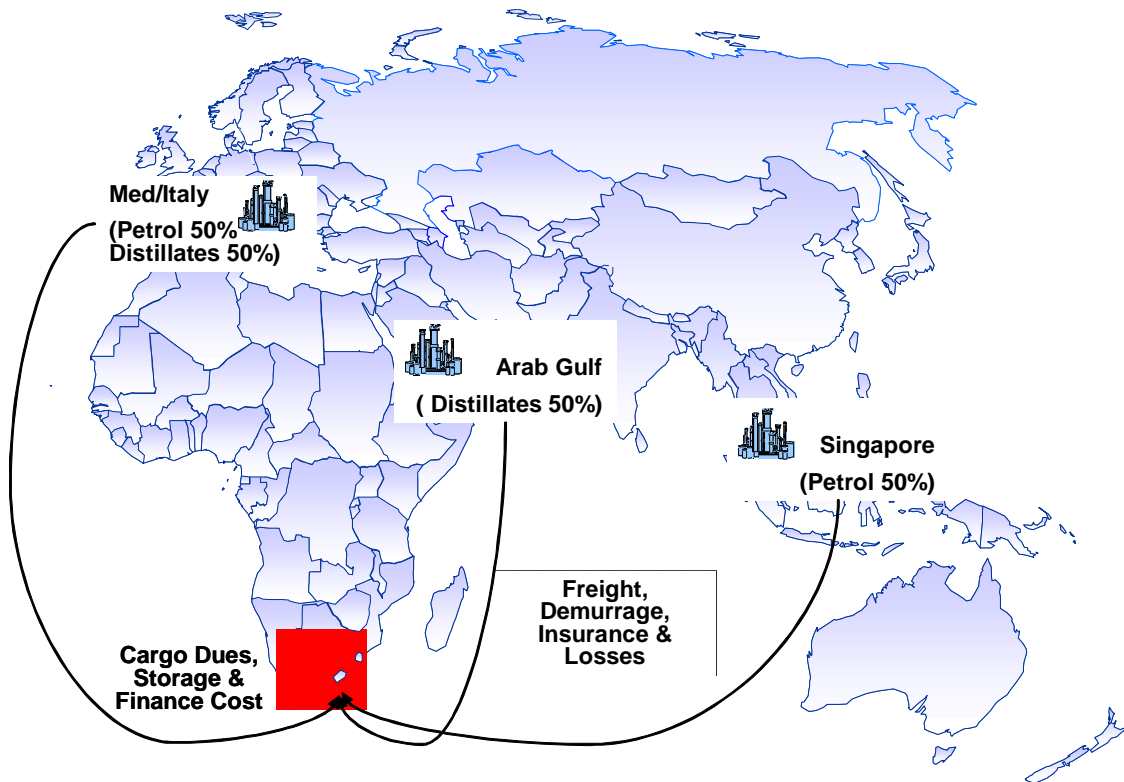 Med/Italy
(Petrol 50%
Distillates 50%)
Arab Gulf
( Distillates 50%)
Singapore
(Petrol 50%)
Freight,
Demurrage,
Insurance &
Losses
Cargo Dues,
Storage &
Finance Cost